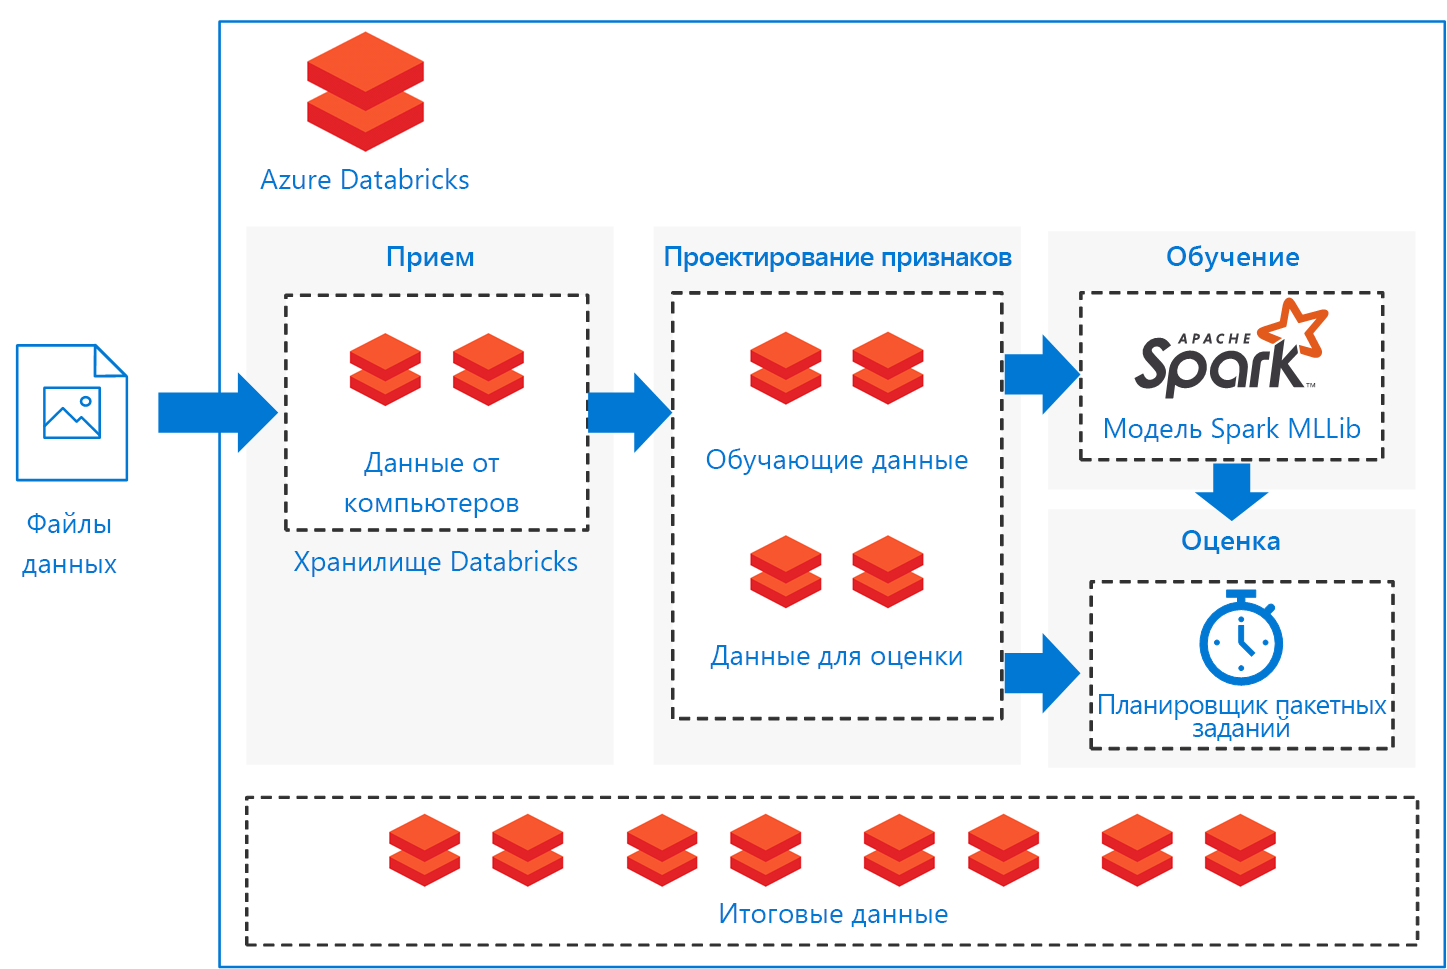 Azure Databricks
Прием
Проектирование признаков
Обучение
APACHE
Spark™
Модель Spark MLLib
Данные от
компьютеров
Обучающие данные
Файлы
данных
Хранилище Databricks
Оценка
Данные для оценки
Планировщик пакетных
заданий
Итоговые данные